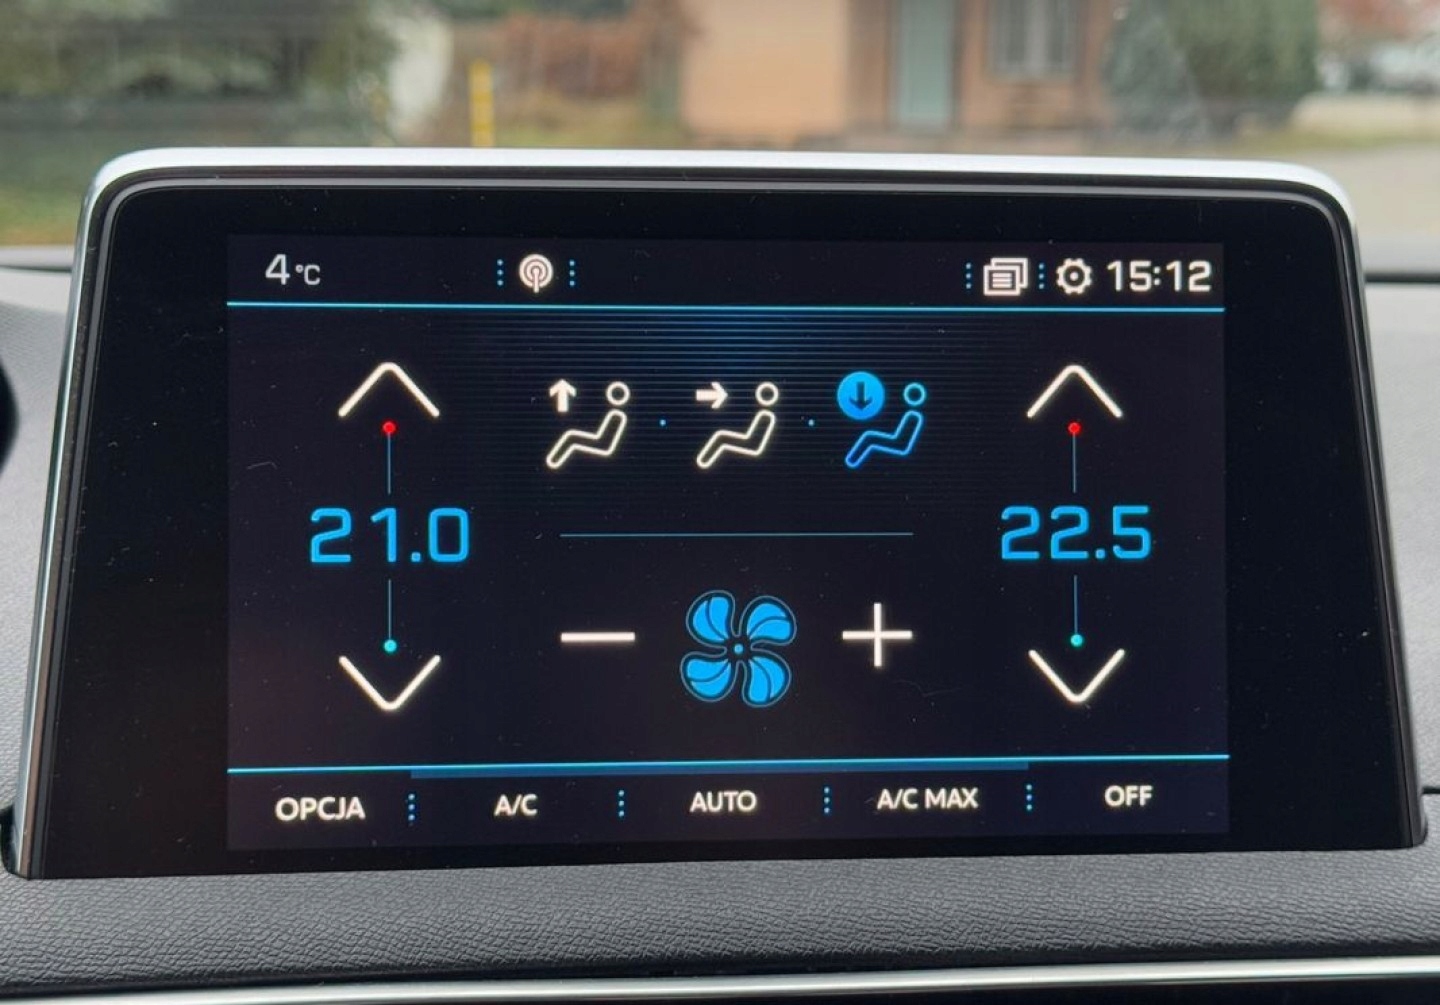 4°C 15:12
21.0 22.5
OPCJA A/C AUTO A/C MAX OFF